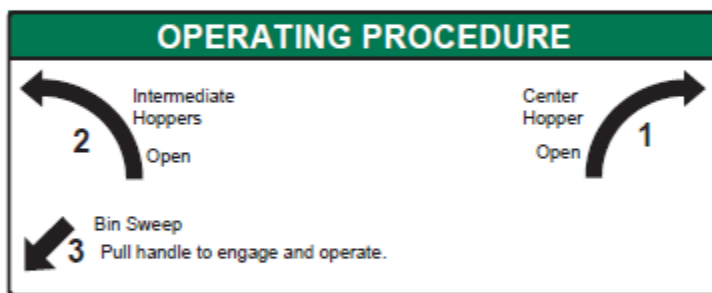 OPERATING PROCEDURE
Intermediate
Hoppers
Open
2
Center
Hopper
Open
1
Bin Sweep
3 Pull handle to engage and operate.